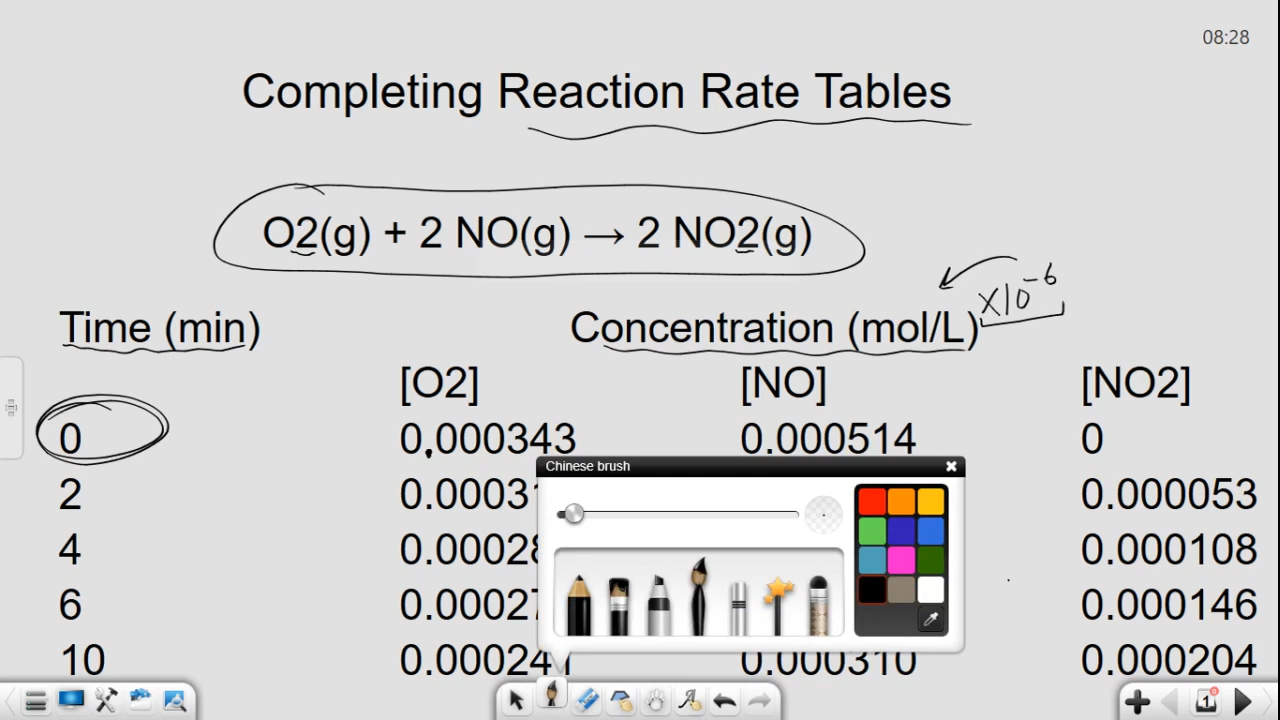 08:28
Completing Reaction Rate Tables
O2(g) + 2 NO(g) → 2 NO2(g)
Time (min) Concentration (mol/L) X10-6
[O2] [NO] [NO2]
0 0,000343 0.000514 0
Chinese brush
2 0.000053
4 0.000108
6 0.000146
10 0.000310 0.000204
1